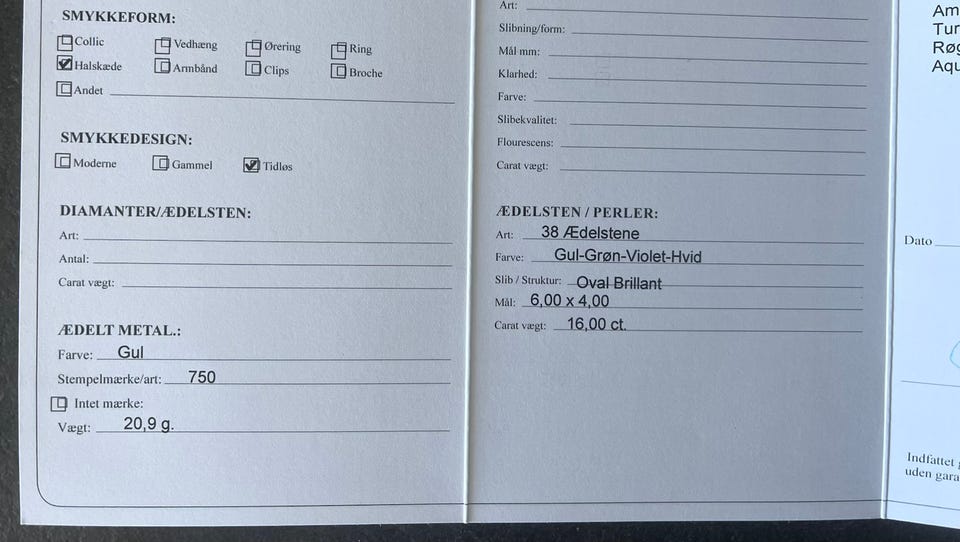 SMYKKEFORM:
Collic Vedhæng Ørering Ring
Halskæde Armbånd Clips Broche
Andet
SMYKKEDESIGN:
Moderne Gammel Tidløs
DIAMANTER/ÆDELSTEN:
Art:
Antal:
Carat vægt:
ÆDELT METAL.:
Farve: Gul
Stempelmærke/art: 750
Intet mærke:
Vægt: 20,9 g.
Art:
Slibning/form:
Mål mm:
Klarhed:
Farve:
Slibekvalitet:
Flourescens:
Carat vægt:
ÆDELSTEN / PERLER:
Art: 38 Ædelstene
Farve: Gul-Grøn-Violet-Hvid
Slib / Struktur: Oval Brillant
Mål: 6,00 x 4,00
Carat vægt: 16,00 ct.
Am
Tur
Røg
Aqu
Dato
Indfattet
uden gara